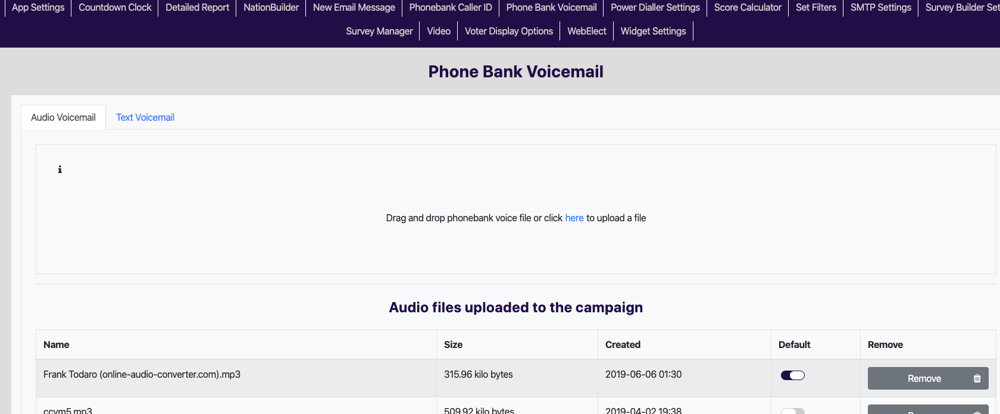 App Settings Countdown Clock Detailed Report NationBuilder New Email Message Phonebank Caller ID Phone Bank Voicemail Power Dialler Settings Score Calculator Set Filters SMTP Settings Survey Builder Set
Survey Manager Video Voter Display Options WebElect Widget Settings
Phone Bank Voicemail
Audio Voicemail Text Voicemail
i
Drag and drop phonebank voice file or click here to upload a file
Audio files uploaded to the campaign
Name Size Created Default Remove
Frank Todaro (online-audio-converter.com).mp3 315.96 kilo bytes 2019-06-06 01:30 Remove
ccvm5.mp3 509.92 kilo bytes 2019-04-02 19:38